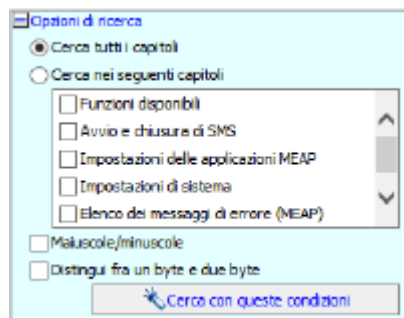 Opzioni di ricerca
Cerca tutti i capitoli
Cerca nei seguenti capitoli
Funzioni disponibili
Avvio e chiusura di SMS
Impostazioni delle applicazioni MEAP
Impostazioni di sistema
Elenco dei messaggi di errore (MEAP)
Maiuscole/minuscole
Distingui fra un byte e due byte
Cerca con queste condizioni